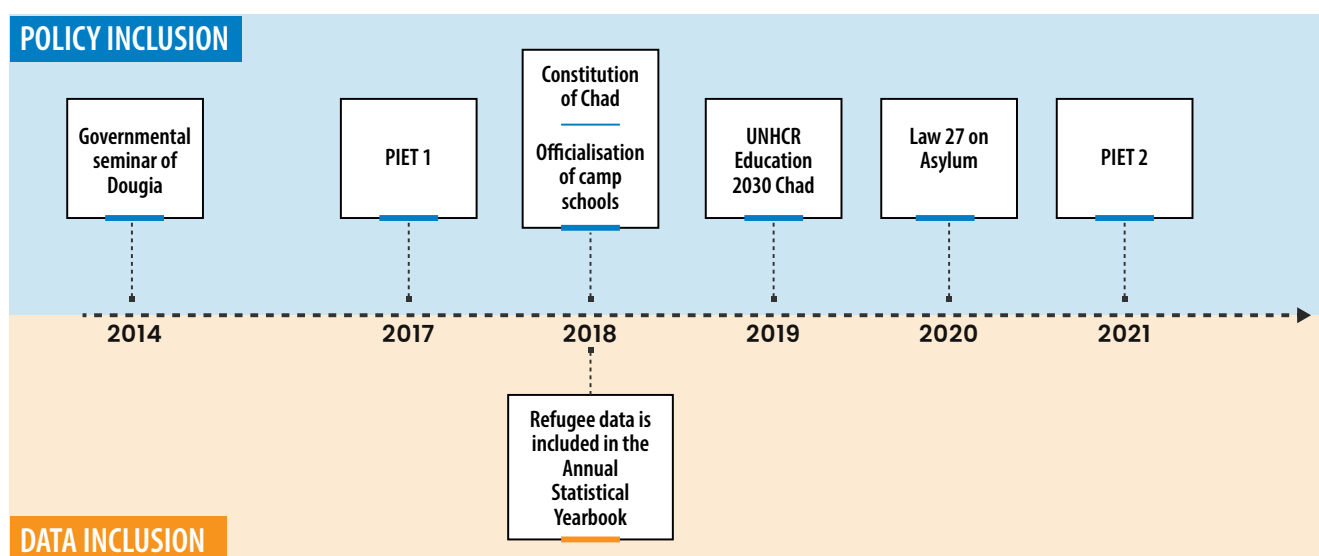 POLICY INCLUSION
Governmental
seminar of
Dougia
PIET 1
Constitution
of Chad
Officialisation
of camp
schools
UNHCR
Education
2030 Chad
Law 27 on
Asylum
PIET 2
2014
2017
2018
2019
2020
2021
Refugee data is
included in the
Annual
Statistical
Yearbook
DATA INCLUSION